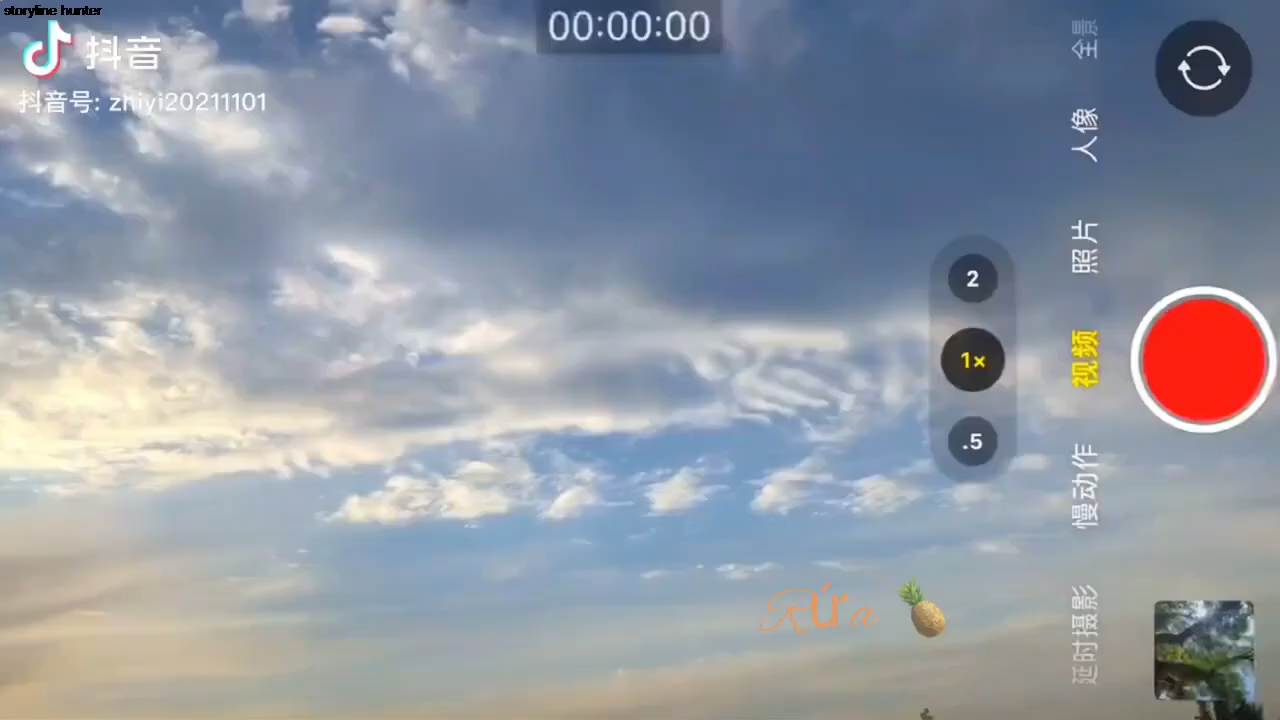 storyline hunter
抖音
抖音号: zhiyi20211101
00:00:00
全景
人像
照片
视频
慢动作
延时摄影
2
1×
.5
Rứa